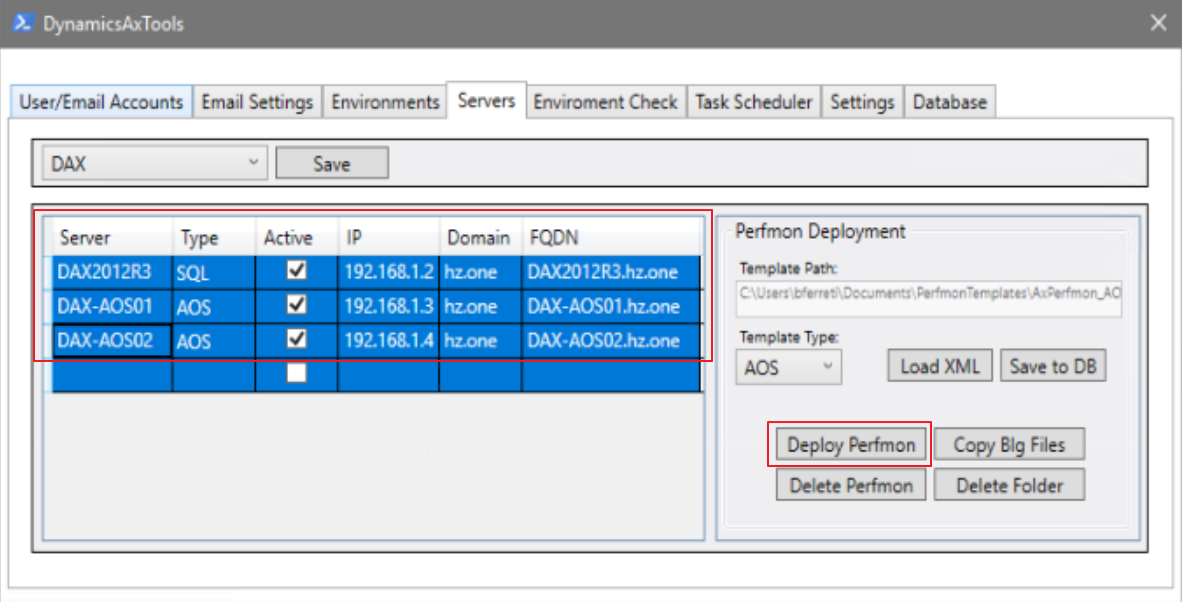 DynamicsAxTools
User/Email Accounts Email Settings Environments Servers Enviroment Check Task Scheduler Settings Database
DAX Save
Server Type Active IP Domain FQDN
DAX2012R3 SQL 192.168.1.2 hz.one DAX2012R3.hz.one
DAX-AOS01 AOS 192.168.1.3 hz.one DAX-AOS01.hz.one
DAX-AOS02 AOS 192.168.1.4 hz.one DAX-AOS02.hz.one
Perfmon Deployment
Template Path:
C:\Users\bferreti\Documents\PerfmonTemplates\AxPerfmon_AO
Template Type:
AOS Load XML Save to DB
Deploy Perfmon Copy Blg Files
Delete Perfmon Delete Folder